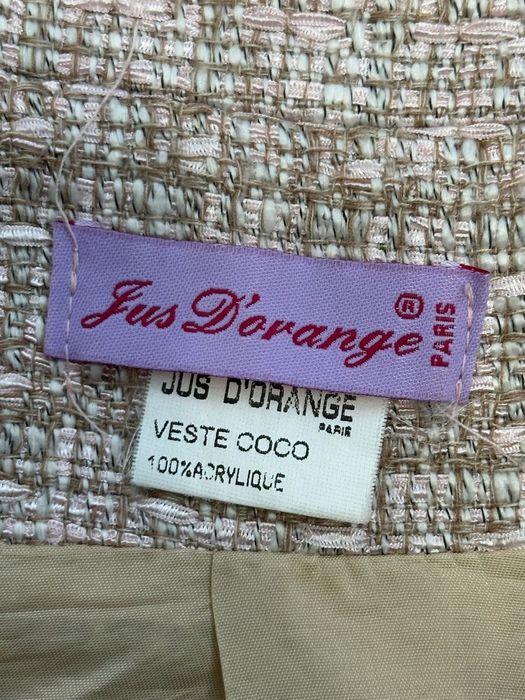 Jus D'orange ® PARIS
JUS D'ORANGE
PARIS
VESTE COCO
100%ACRYLIQUE